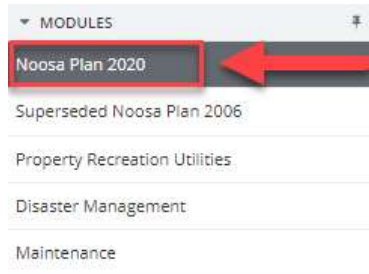 MODULES
Noosa Plan 2020
Superseded Noosa Plan 2006
Property Recreation Utilities
Disaster Management
Maintenance